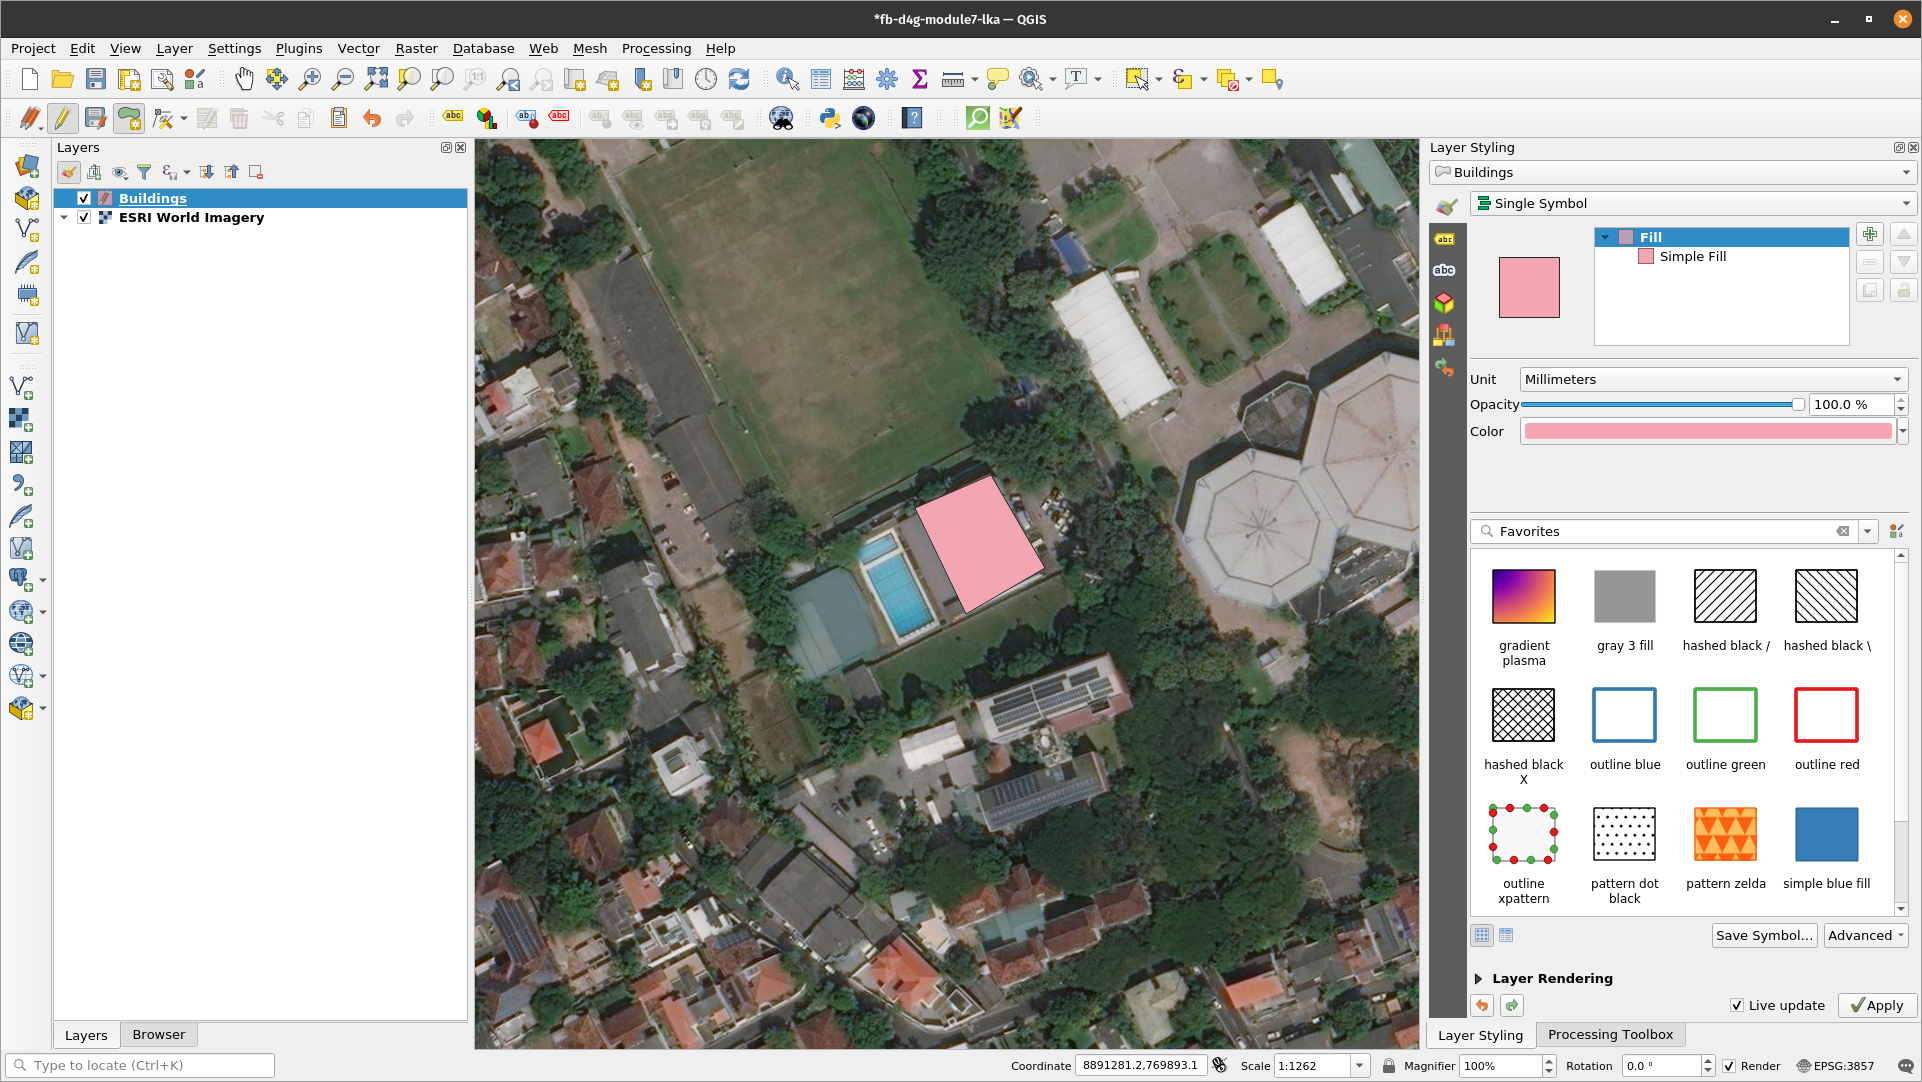 *fb-d4g-module7-lka — QGIS
Project Edit View Layer Settings Plugins Vector Raster Database Web Mesh Processing Help
Layers
Buildings
ESRI World Imagery
Layers Browser
Type to locate (Ctrl+K)
Layer Styling
Buildings
Single Symbol
Fill
Simple Fill
Unit Millimeters
Opacity 100.0 %
Color
Favorites
gradient plasma
gray 3 fill
hashed black /
hashed black \
hashed black X
outline blue
outline green
outline red
outline xpattern
pattern dot black
pattern zelda
simple blue fill
Save Symbol... Advanced
Layer Rendering
Live update Apply
Layer Styling Processing Toolbox
Coordinate 8891281.2,769893.1 Scale 1:1262 Magnifier 100% Rotation 0.0 ° Render EPSG:3857